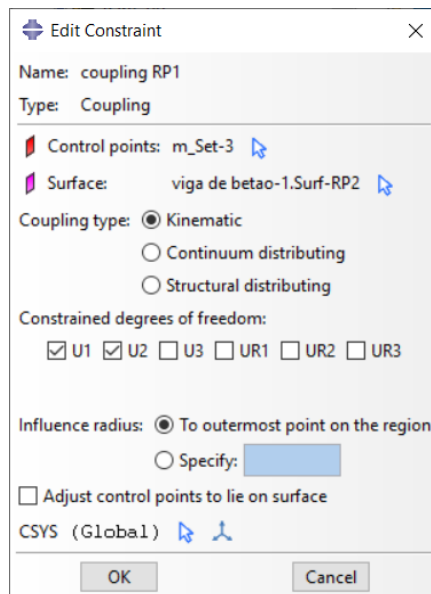 Edit Constraint
Name: coupling RP1
Type: Coupling
Control points: m_Set-3
Surface: viga de betao-1.Surf-RP2
Coupling type: Kinematic
Continuum distributing
Structural distributing
Constrained degrees of freedom:
U1 U2 U3 UR1 UR2 UR3
Influence radius: To outermost point on the region
Specify:
Adjust control points to lie on surface
CSYS (Global)
OK Cancel